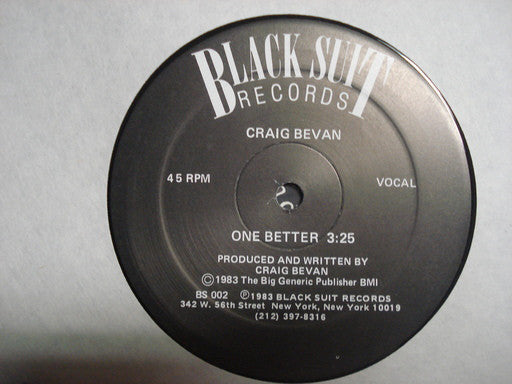 BLACK SUIT
RECORDS
CRAIG BEVAN
45 RPM
VOCAL
ONE BETTER 3:25
PRODUCED AND WRITTEN BY
CRAIG BEVAN
©1983 The Big Generic Publisher BMI
BS 002 ℗1983 BLACK SUIT RECORDS
342 W. 56th Street New York, New York 10019
(212) 397-8316